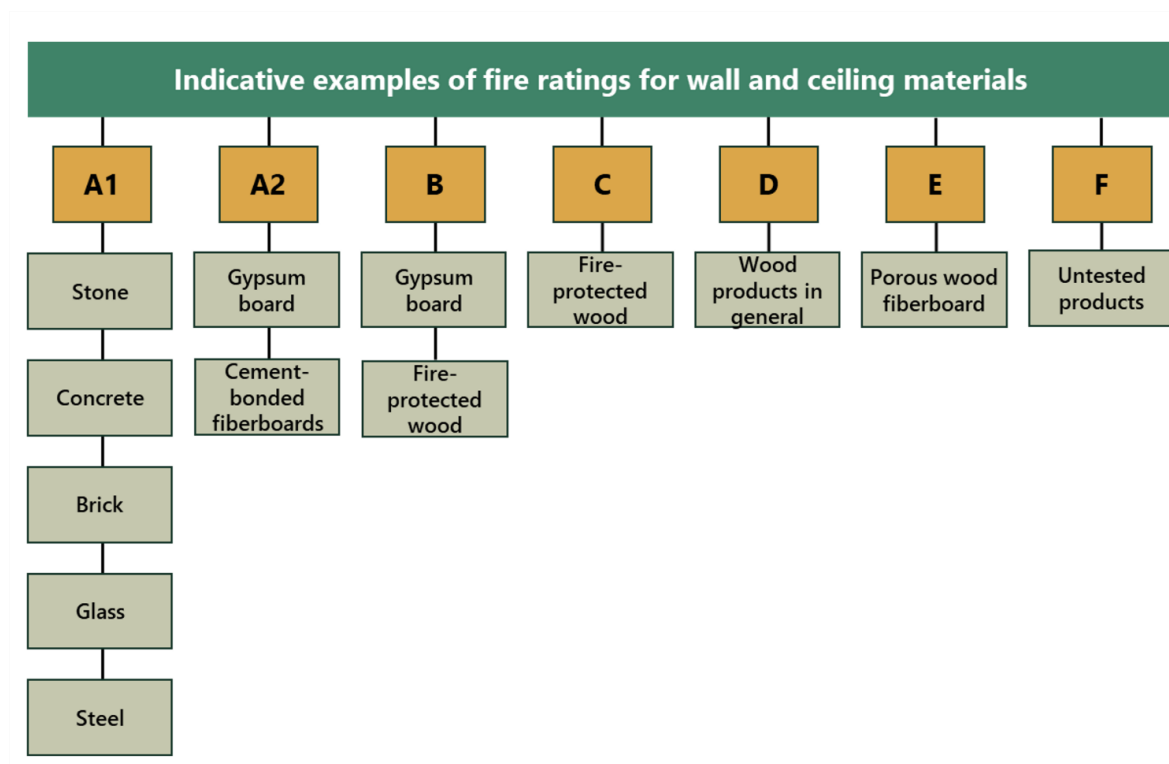 Indicative examples of fire ratings for wall and ceiling materials
A1
A2
B
C
D
E
F
Stone
Gypsum
board
Gypsum
board
Fire-
protected
wood
Wood
products in
general
Porous wood
fiberboard
Untested
products
Concrete
Cement-
bonded
fiberboards
Fire-
protected
wood
Brick
Glass
Steel